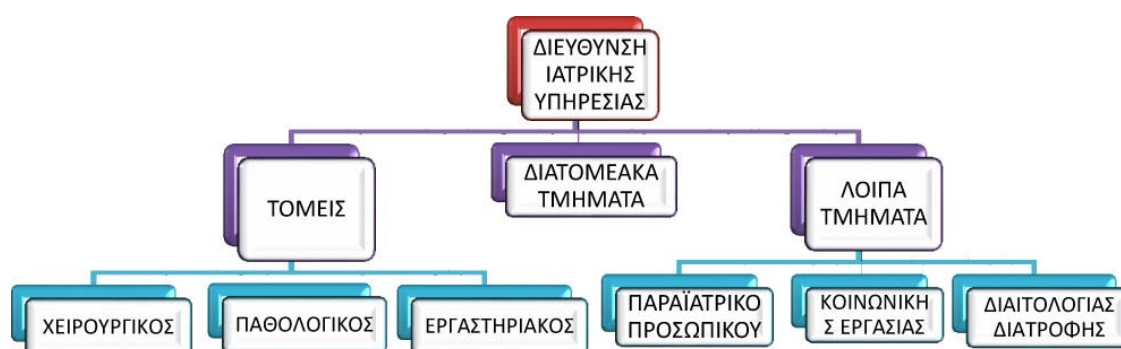 ΔΙΕΥΘΥΝΣΗ
ΙΑΤΡΙΚΗΣ
ΥΠΗΡΕΣΙΑΣ
ΤΟΜΕΙΣ
ΔΙΑΤΟΜΕΑΚΑ
ΤΜΗΜΑΤΑ
ΛΟΙΠΑ
ΤΜΗΜΑΤΑ
ΧΕΙΡΟΥΡΓΙΚΟΣ
ΠΑΘΟΛΟΓΙΚΟΣ
ΕΡΓΑΣΤΗΡΙΑΚΟΣ
ΠΑΡΑΪΑΤΡΙΚΟ
ΠΡΟΣΩΠΙΚΟΥ
ΚΟΙΝΩΝΙΚΗ
Σ ΕΡΓΑΣΙΑΣ
ΔΙΑΙΤΟΛΟΓΙΑΣ
ΔΙΑΤΡΟΦΗΣ